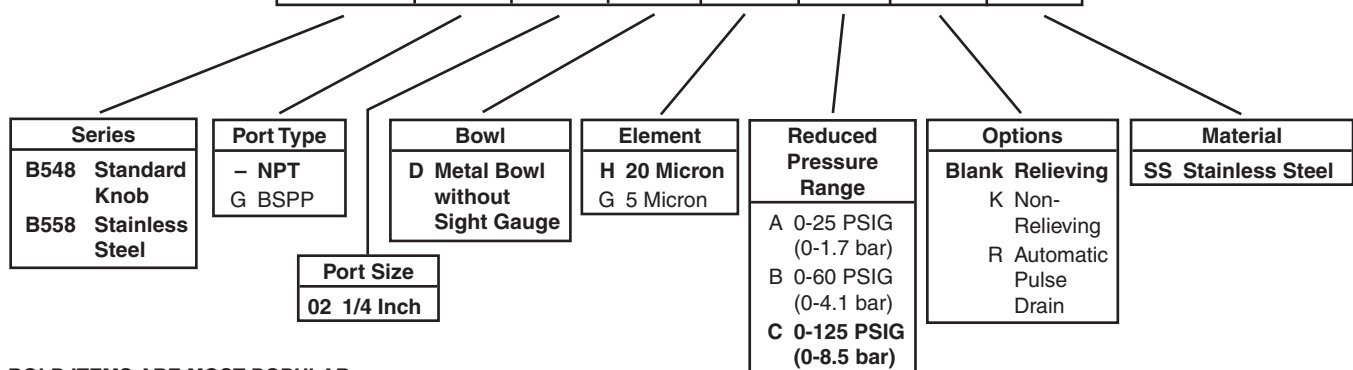 Series
B548 Standard
Knob
B558 Stainless
Steel
Port Type
– NPT
G BSPP
Port Size
02 1/4 Inch
Bowl
D Metal Bowl
without
Sight Gauge
Element
H 20 Micron
G 5 Micron
Reduced
Pressure
Range
A 0-25 PSIG
(0-1.7 bar)
B 0-60 PSIG
(0-4.1 bar)
C 0-125 PSIG
(0-8.5 bar)
Options
Blank Relieving
K Non-
Relieving
R Automatic
Pulse
Drain
Material
SS Stainless Steel
BOLD ITEMS ARE MOST POPULAR